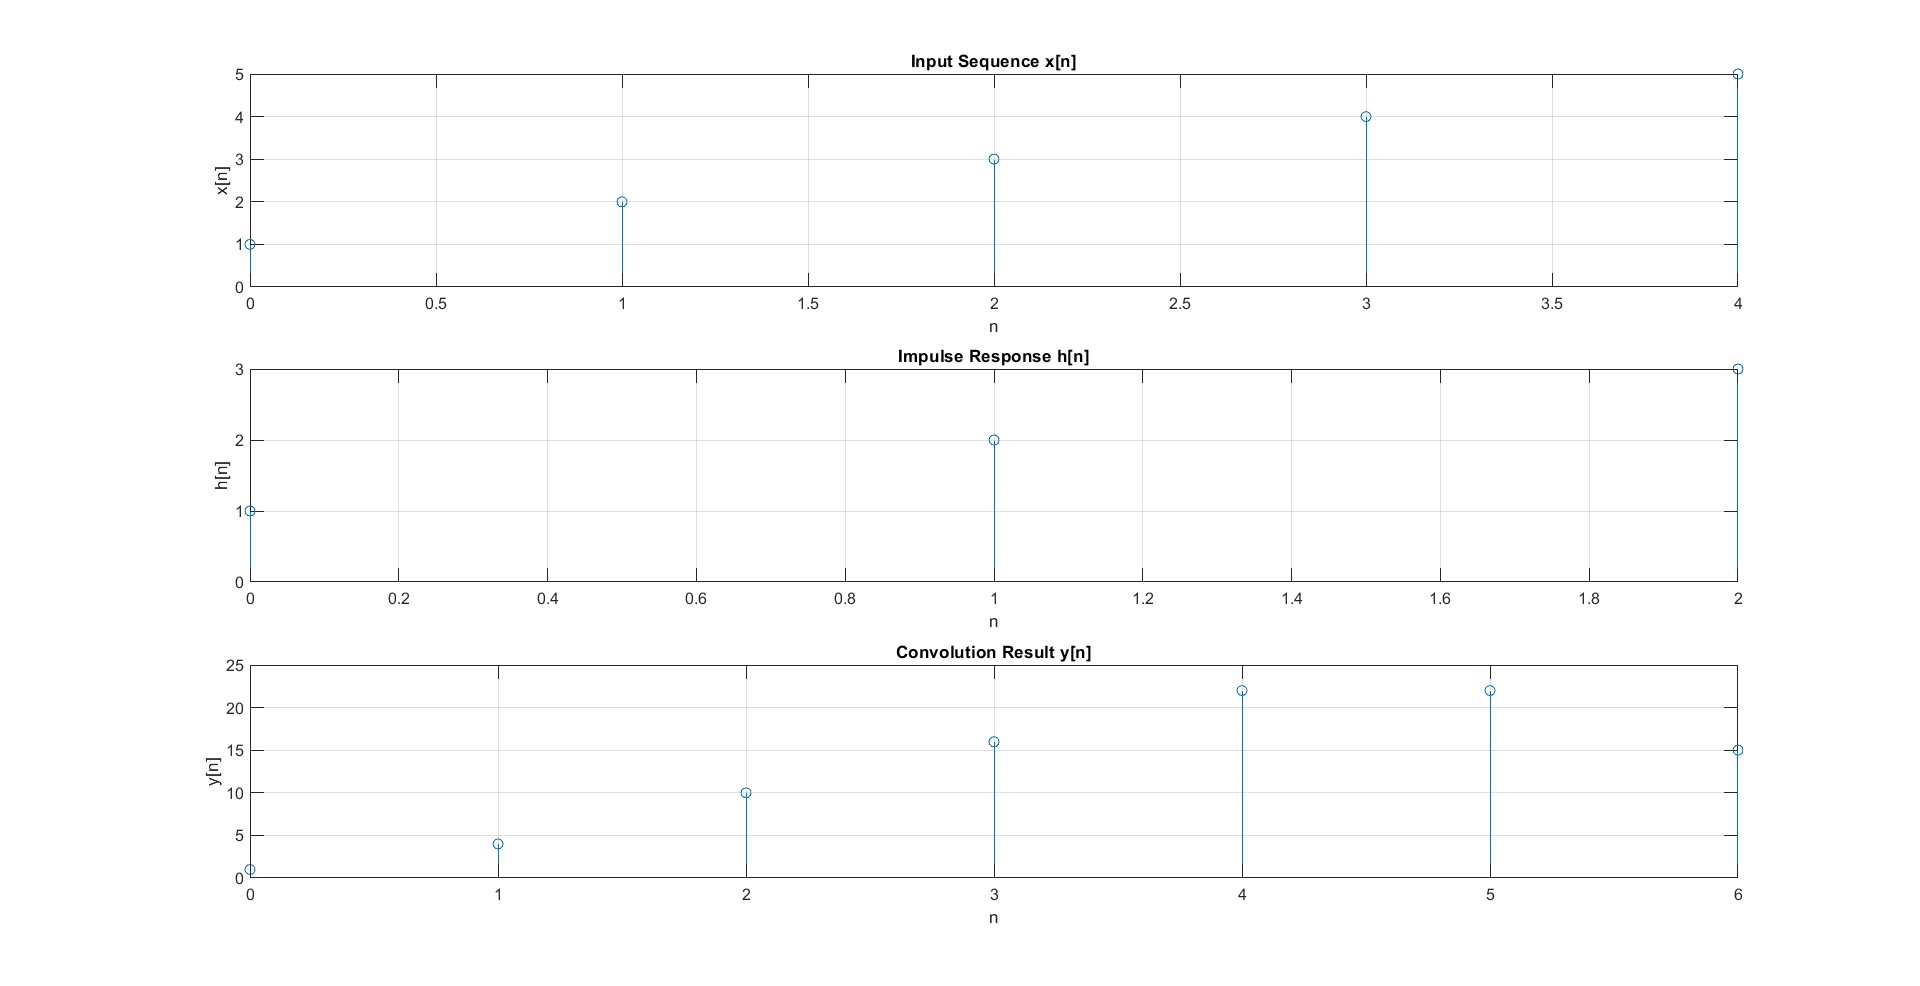 Input Sequence x[n]
5
4
3
2
1
0
x[n]
0 0.5 1 1.5 2 2.5 3 3.5 4
n
Impulse Response h[n]
3
2
1
0
h[n]
0 0.2 0.4 0.6 0.8 1 1.2 1.4 1.6 1.8 2
n
Convolution Result y[n]
25
20
15
10
5
0
y[n]
0 1 2 3 4 5 6
n